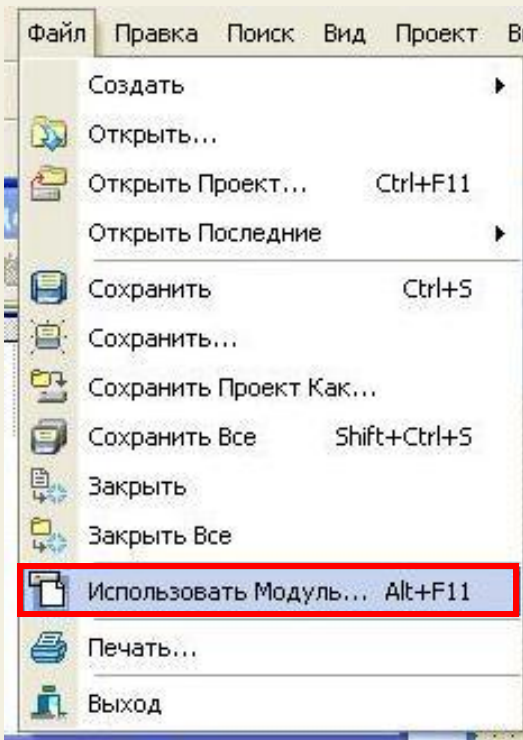 Файл Правка Поиск Вид Проект В
Создать
Открыть...
Открыть Проект... Ctrl+F11
Открыть Последние
Сохранить Ctrl+S
Сохранить...
Сохранить Проект Как...
Сохранить Все Shift+Ctrl+S
Закрыть
Закрыть Все
Использовать Модуль... Alt+F11
Печать...
Выход